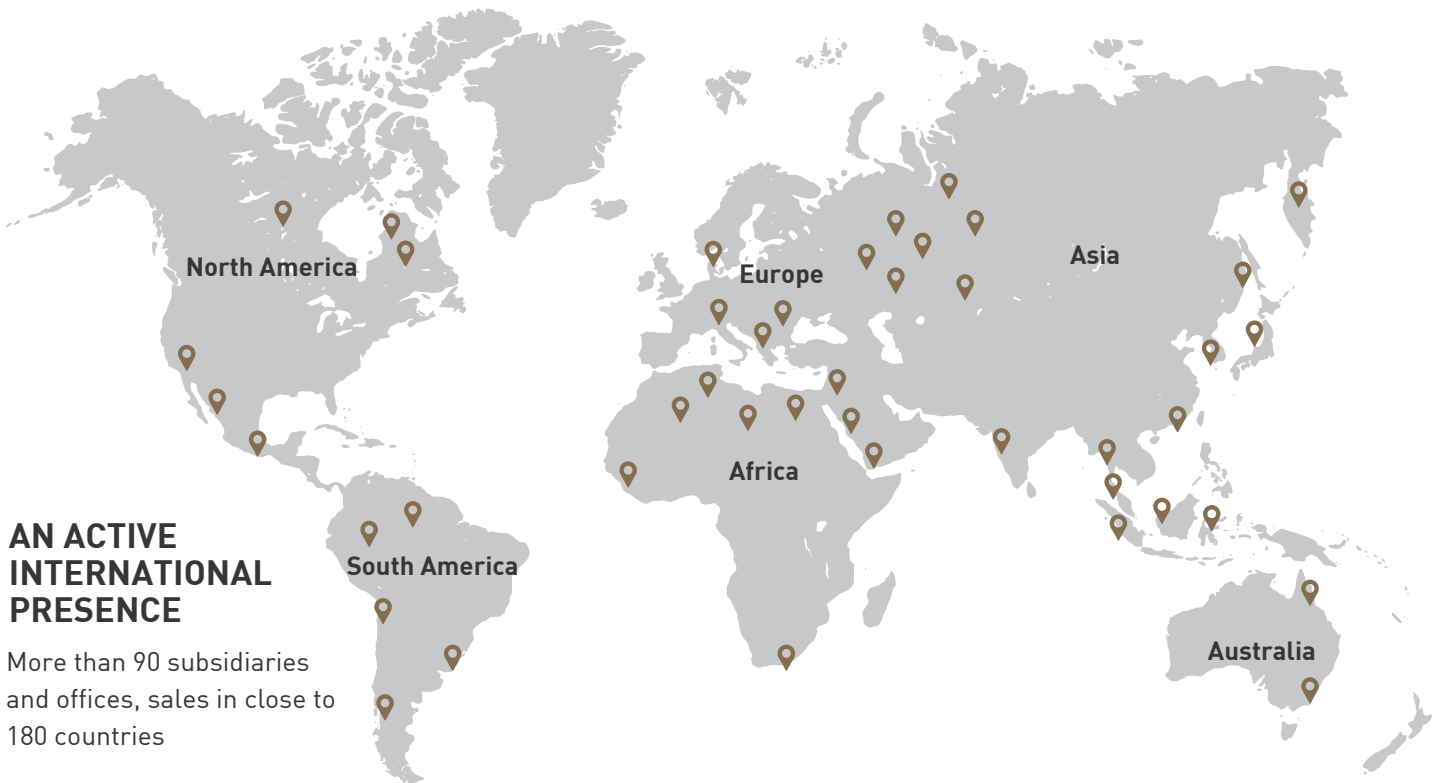 North America
Europe
Asia
Africa
South America
Australia
AN ACTIVE
INTERNATIONAL
PRESENCE
More than 90 subsidiaries
and offices, sales in close to
180 countries